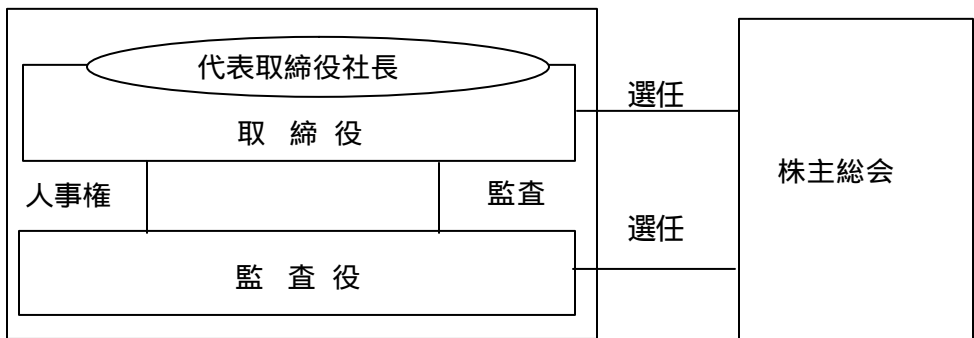 代表取締役社長
選任
取 締 役
株主総会
人事権
監査
選任
監 査 役